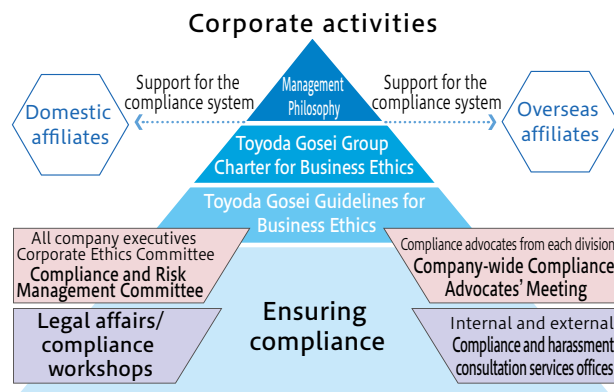 Corporate activities
Management
Philosophy
Support for the
compliance system
Support for the
compliance system
Domestic
affiliates
Overseas
affiliates
Toyoda Gosei Group
Charter for Business Ethics
Toyoda Gosei Guidelines for
Business Ethics
All company executives
Corporate Ethics Committee
Compliance and Risk
Management Committee
Compliance advocates from each division
Company-wide Compliance
Advocates' Meeting
Ensuring
compliance
Legal affairs/
compliance
workshops
Internal and external
Compliance and harassment
consultation services offices